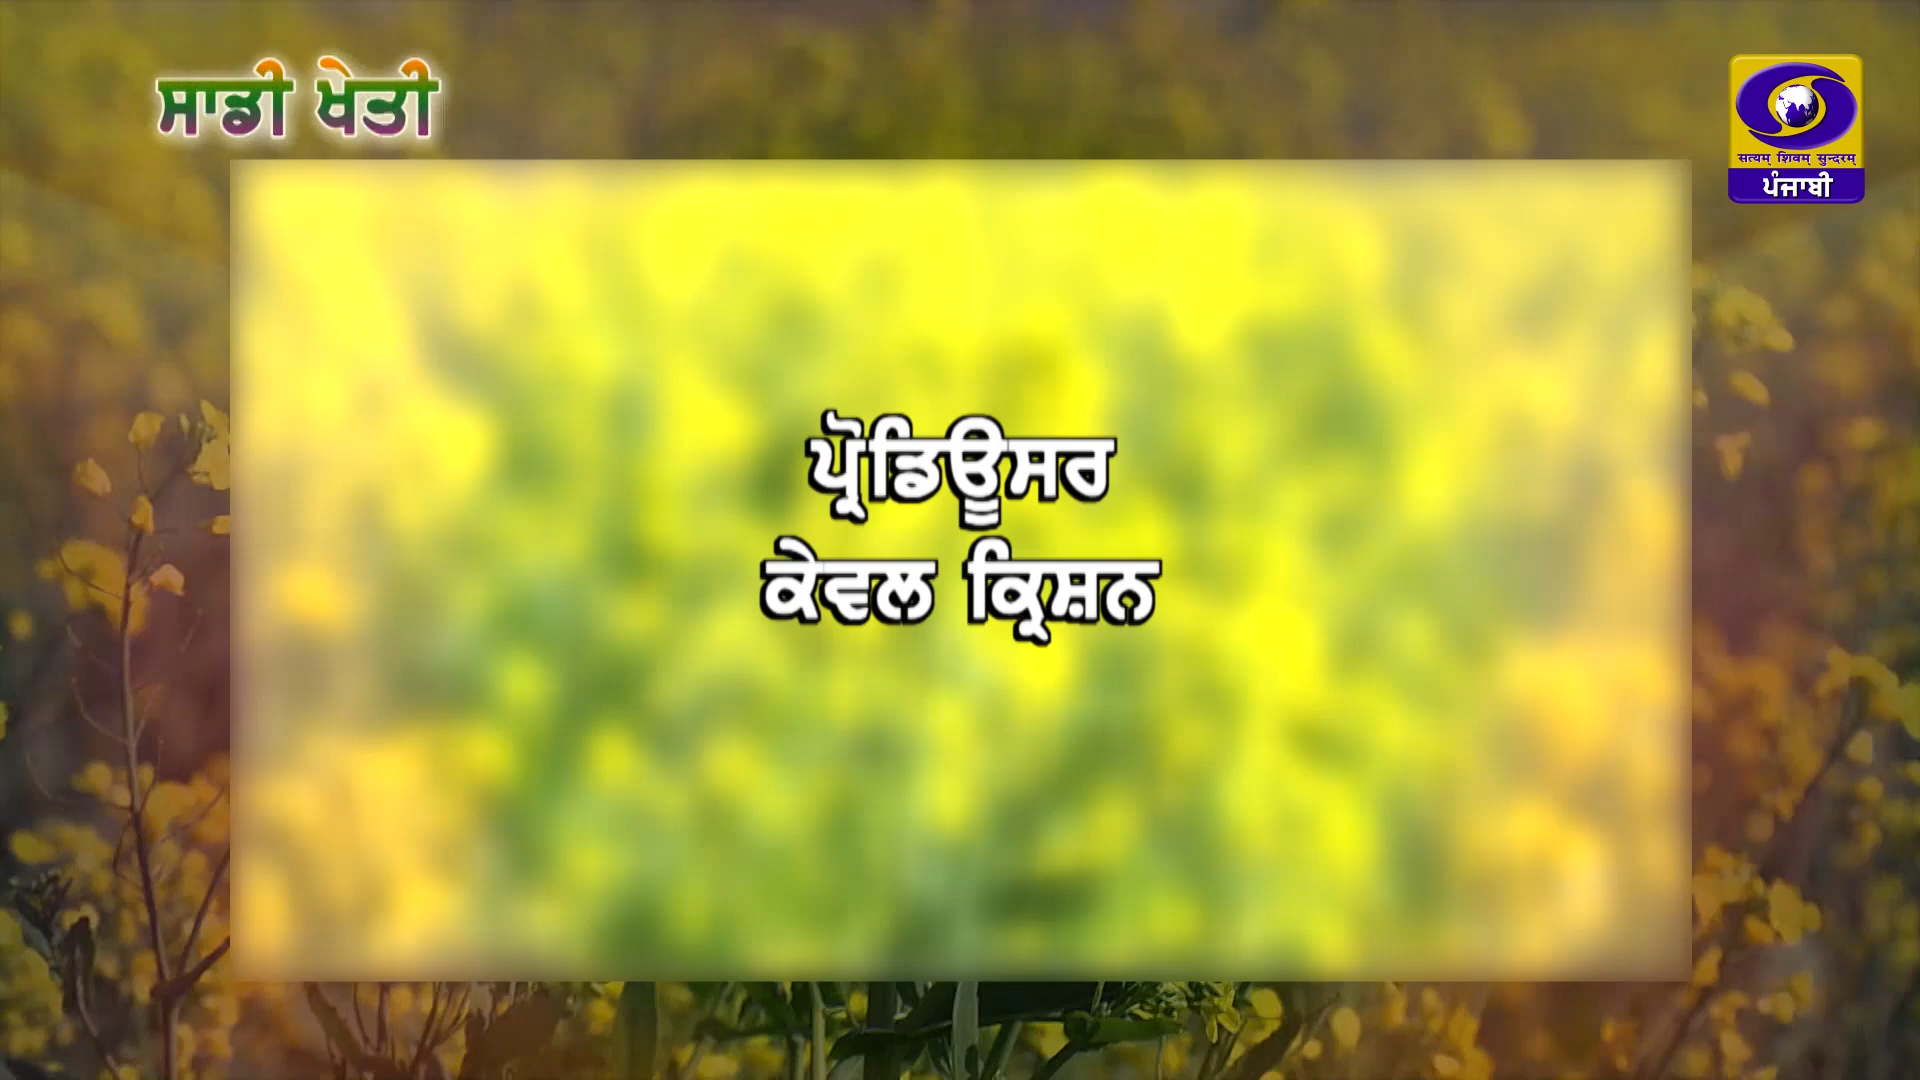 ਸਾਡੀ ਖੇਤੀ
सत्यम् शिवम् सुन्दरम्
ਪੰਜਾਬੀ
ਪ੍ਰੋਡਿਊਸਰ
ਕੇਵਲ ਕ੍ਰਿਸ਼ਨ